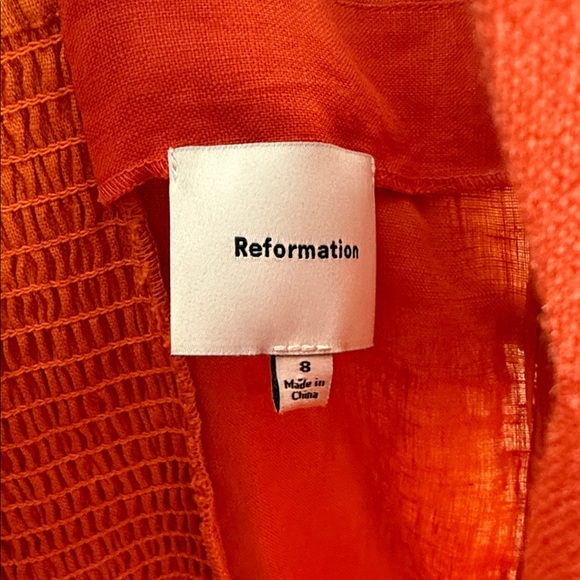 Reformation
8
Made in
China